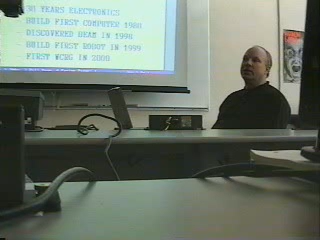 30 YEARS ELECTRONICS
BUILD FIRST COMPUTER 1980
DISCOVERED BEAM IN 1998
BUILD FIRST ROBOT IN 1999
FIRST WCRG IN 2000